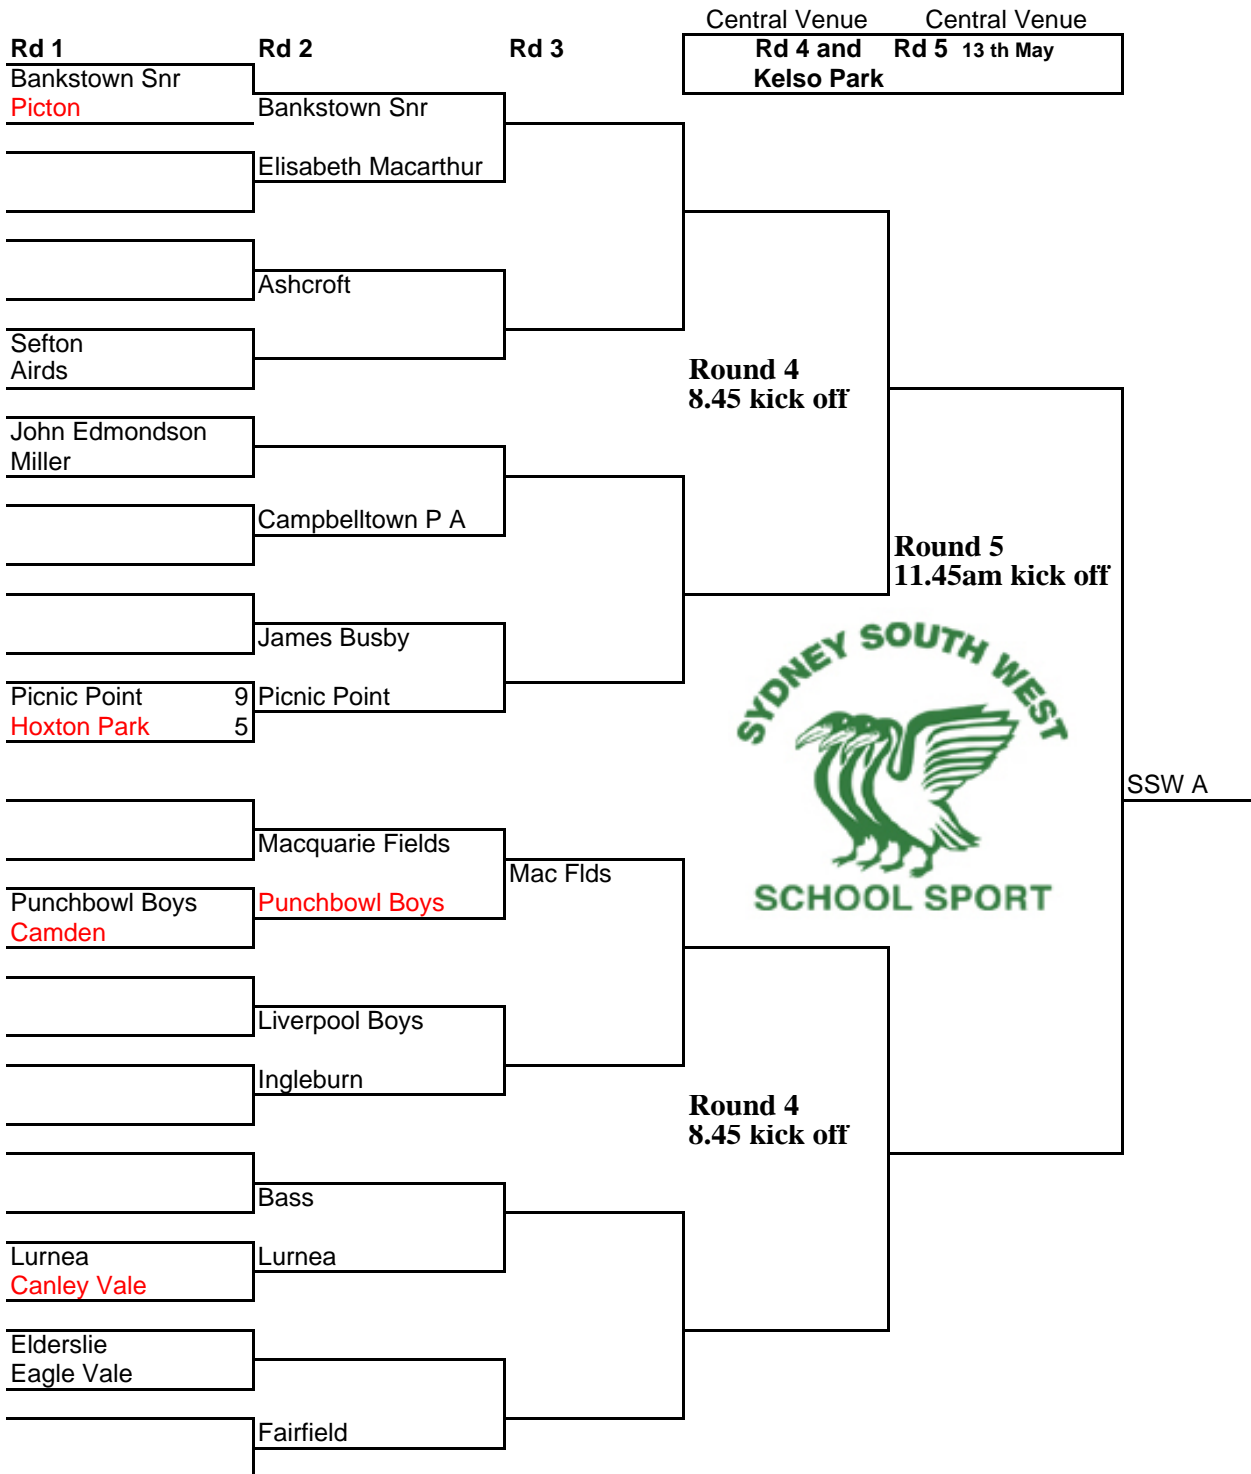 Central Venue Central Venue
Rd 1 Rd 2 Rd 3 Rd 4 and Rd 5 13 th May
Kelso Park
Bankstown Snr
Picton Bankstown Snr
Elisabeth Macarthur
Ashcroft
Sefton
Airds
Round 4
8.45 kick off
John Edmondson
Miller
Campbelltown P A
Round 5
11.45am kick off
James Busby
SYDNEY SOUTH WEST
Picnic Point 9 Picnic Point
Hoxton Park 5
SSW A
Macquarie Fields
Mac Flds
SCHOOL SPORT
Punchbowl Boys Punchbowl Boys
Camden
Liverpool Boys
Ingleburn
Round 4
8.45 kick off
Bass
Lurnea Lurnea
Canley Vale
Elderslie
Eagle Vale
Fairfield